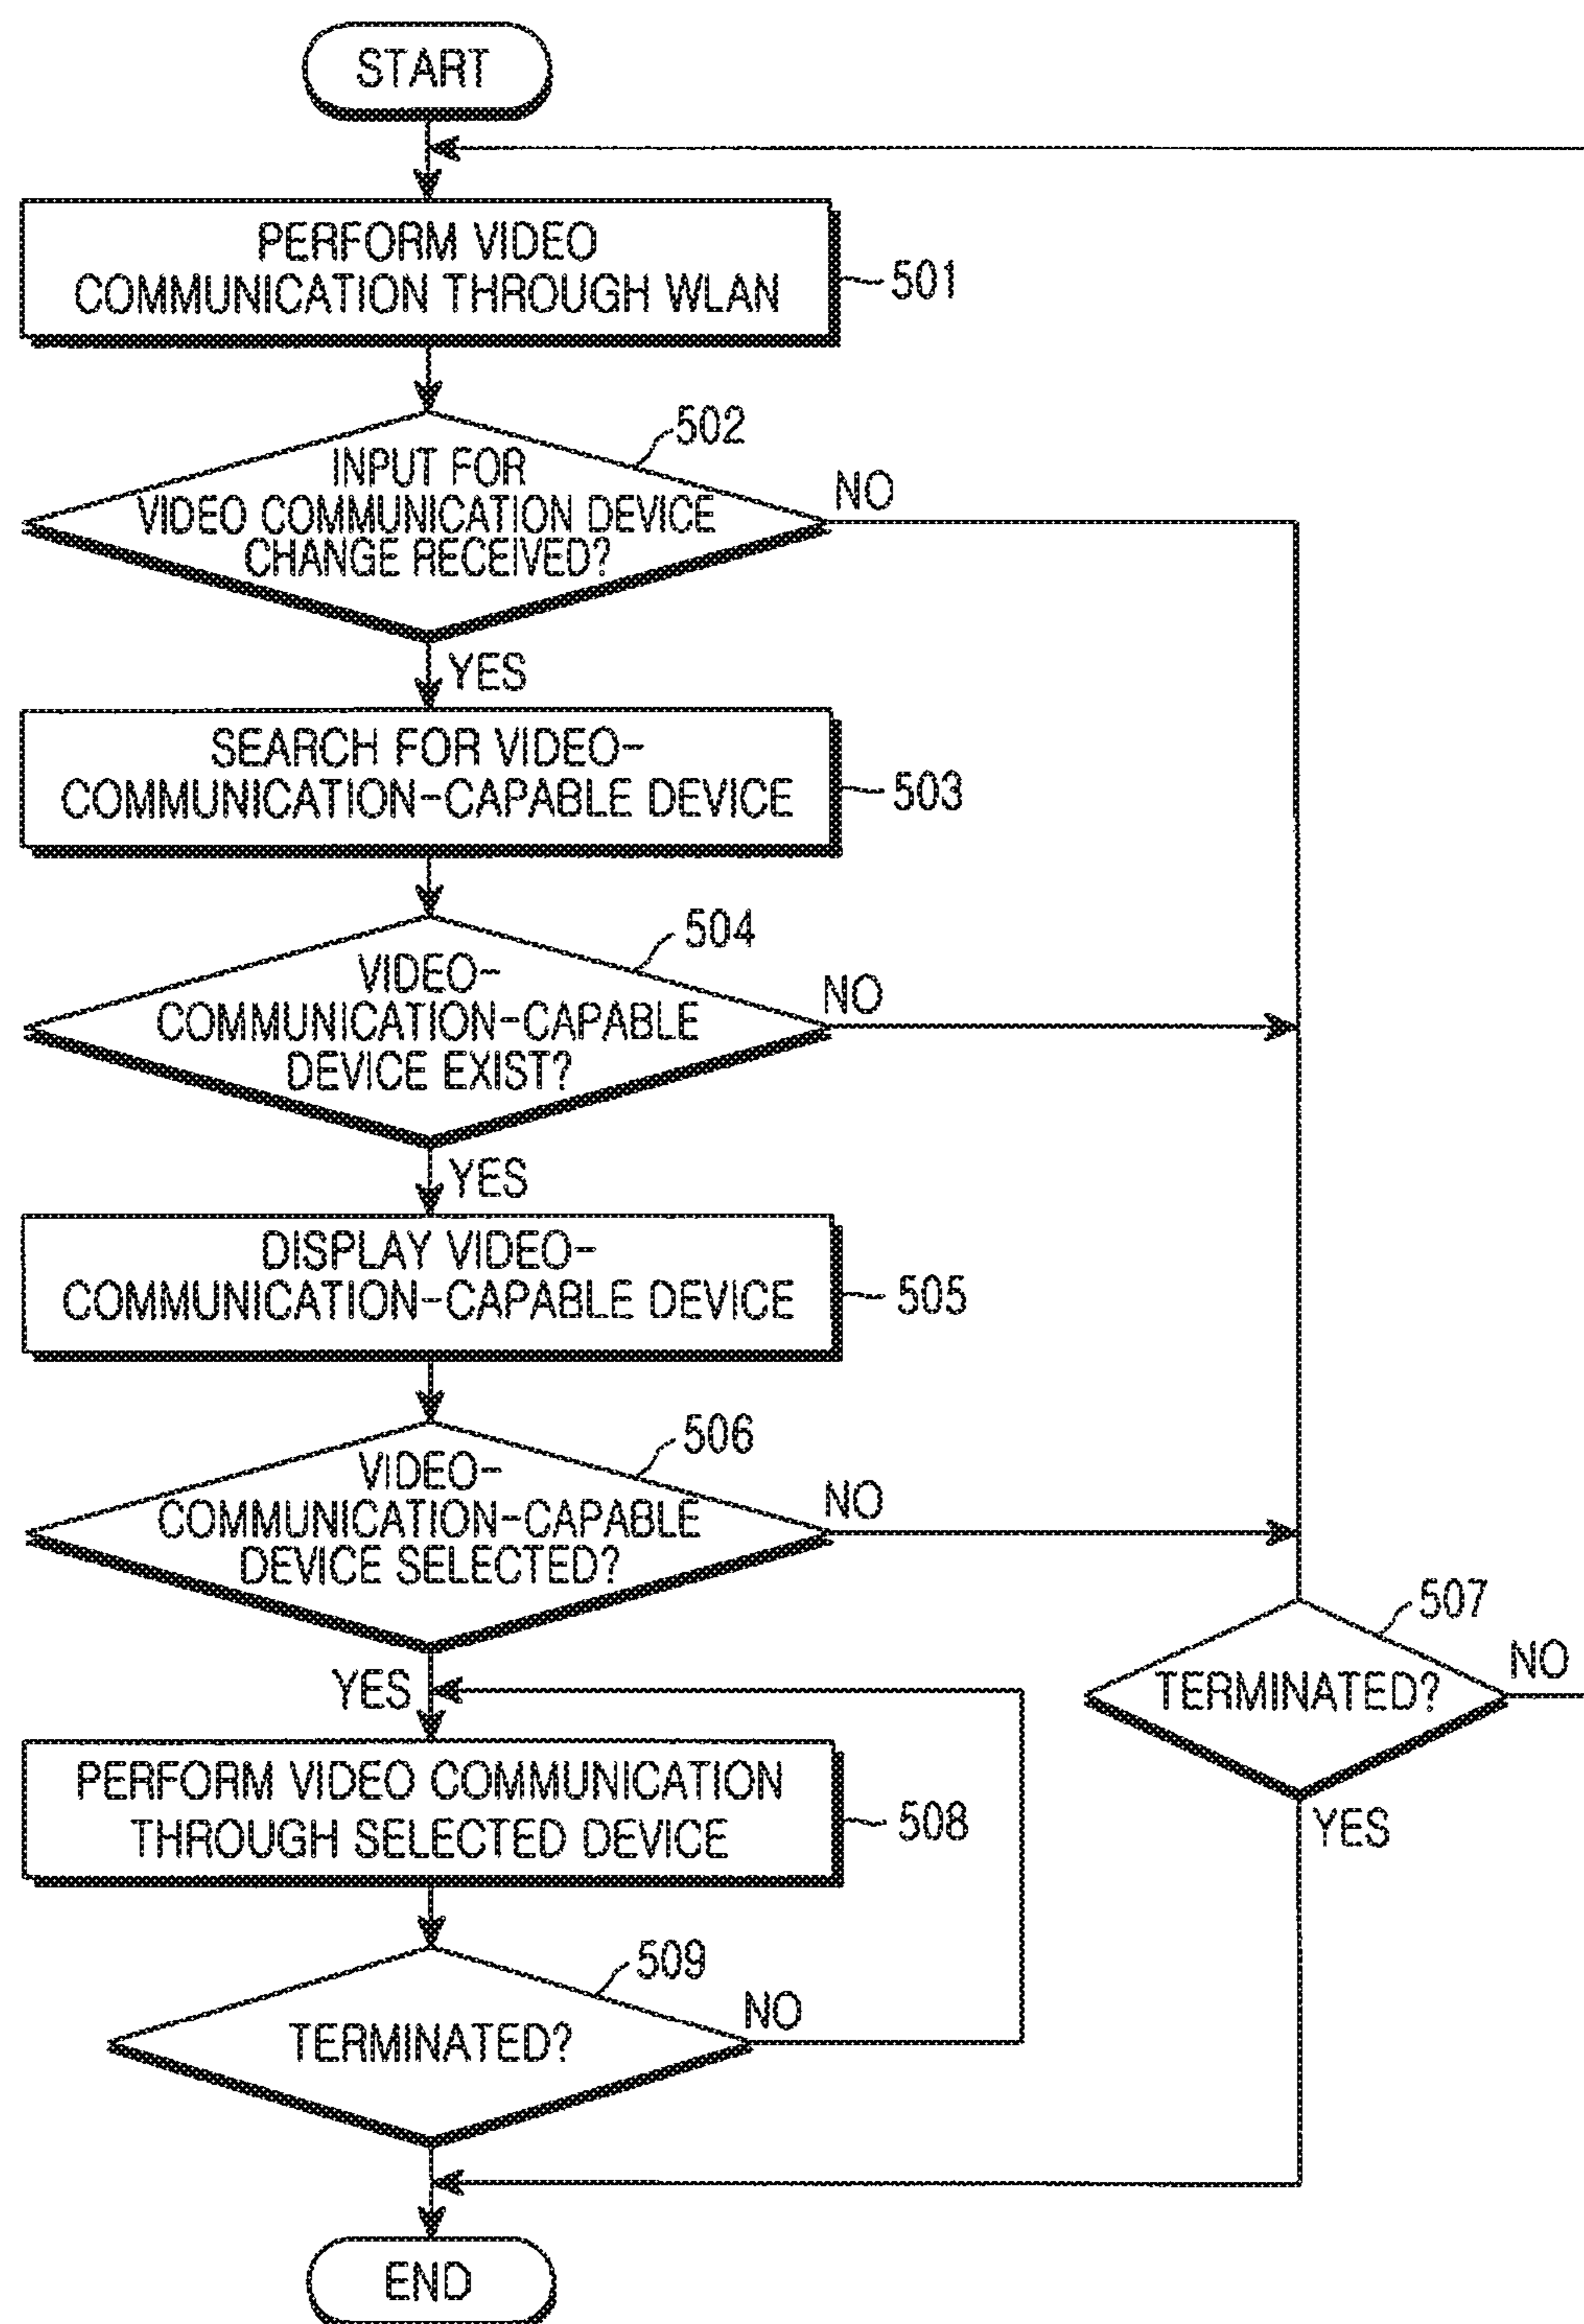 START
PERFORM VIDEO
COMMUNICATION THROUGH WLAN
501
502
INPUT FOR
VIDEO COMMUNICATION DEVICE
CHANGE RECEIVED?
NO
YES
SEARCH FOR VIDEO-
COMMUNICATION-CAPABLE DEVICE
503
504
VIDEO-
COMMUNICATION-CAPABLE
DEVICE EXIST?
NO
YES
DISPLAY VIDEO-
COMMUNICATION-CAPABLE DEVICE
505
506
VIDEO-
COMMUNICATION-CAPABLE
DEVICE SELECTED?
NO
YES
507
TERMINATED?
NO
YES
PERFORM VIDEO COMMUNICATION
THROUGH SELECTED DEVICE
508
509
TERMINATED?
NO
END